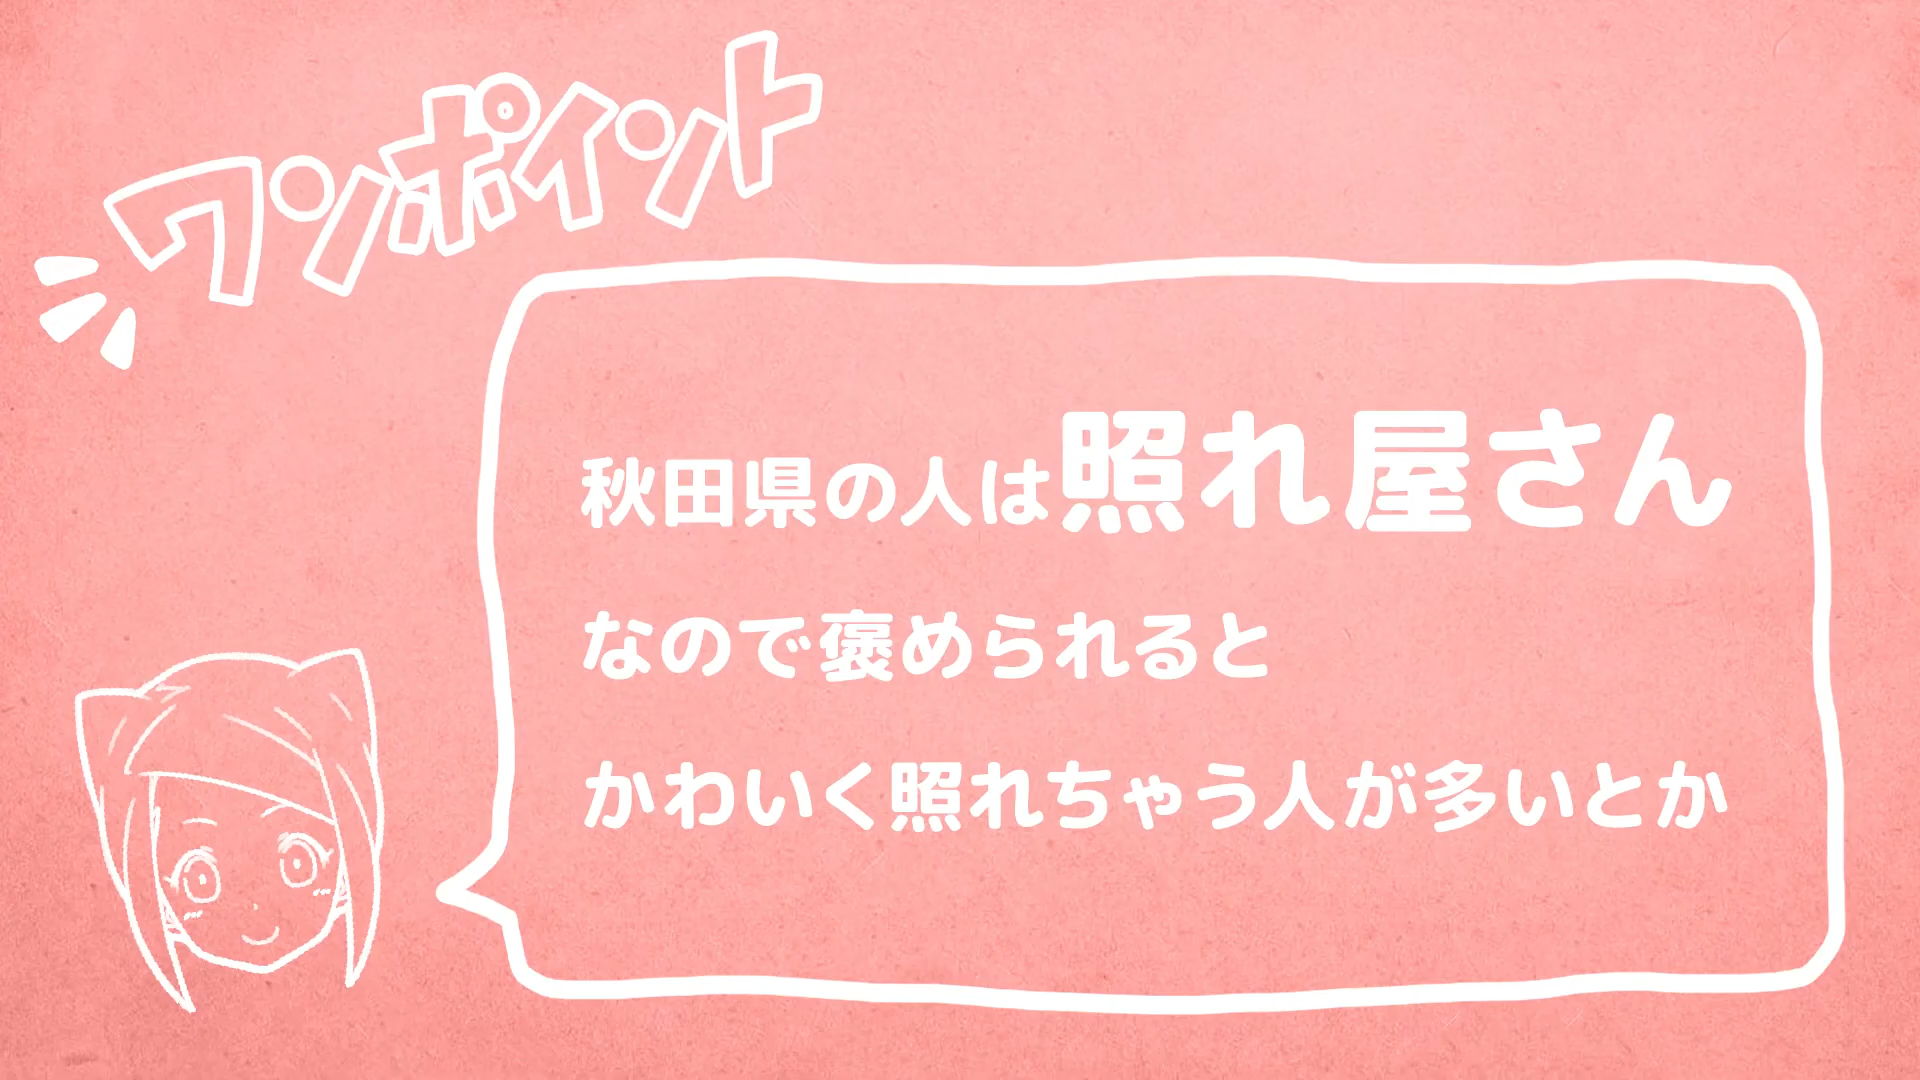 ワンポイント
秋田県の人は照れ屋さん
なので褒められると
かわいく照れちゃう人が多いとか